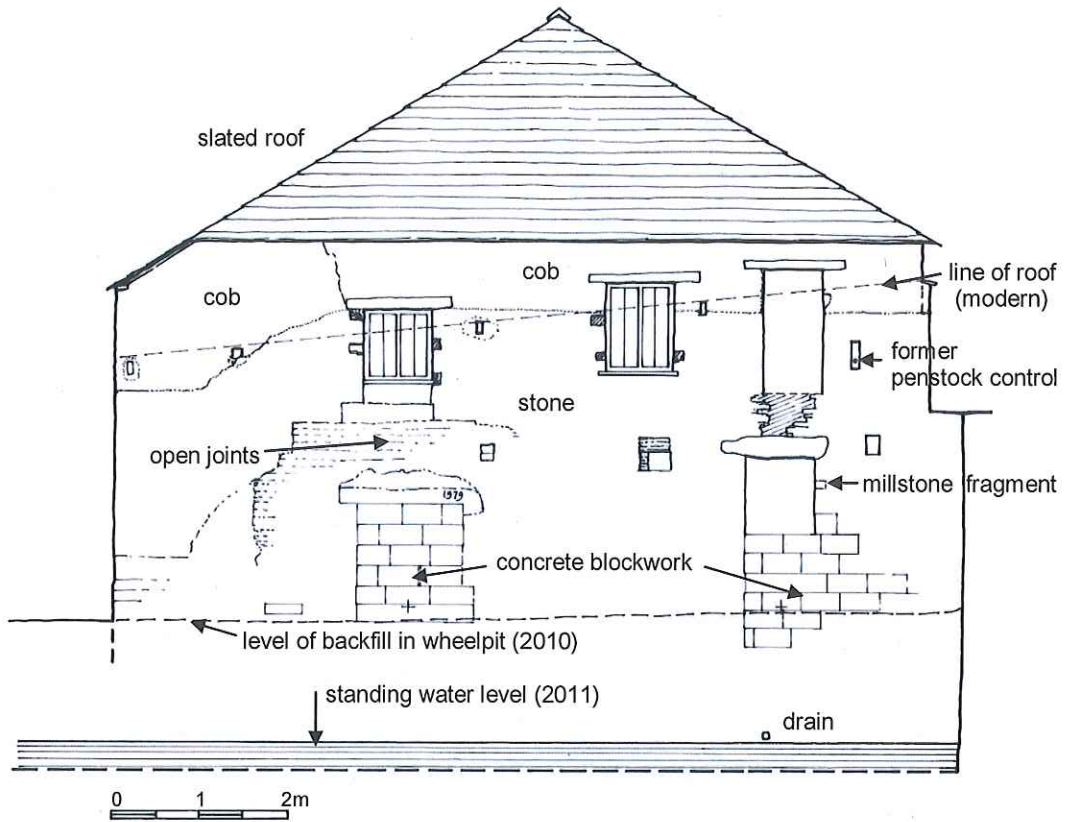 slated roof
cob
cob
line of roof
(modern)
former
penstock control
stone
open joints
millstone fragment
1979
concrete blockwork
level of backfill in wheelpit (2010)
standing water level (2011)
drain
0 1 2m